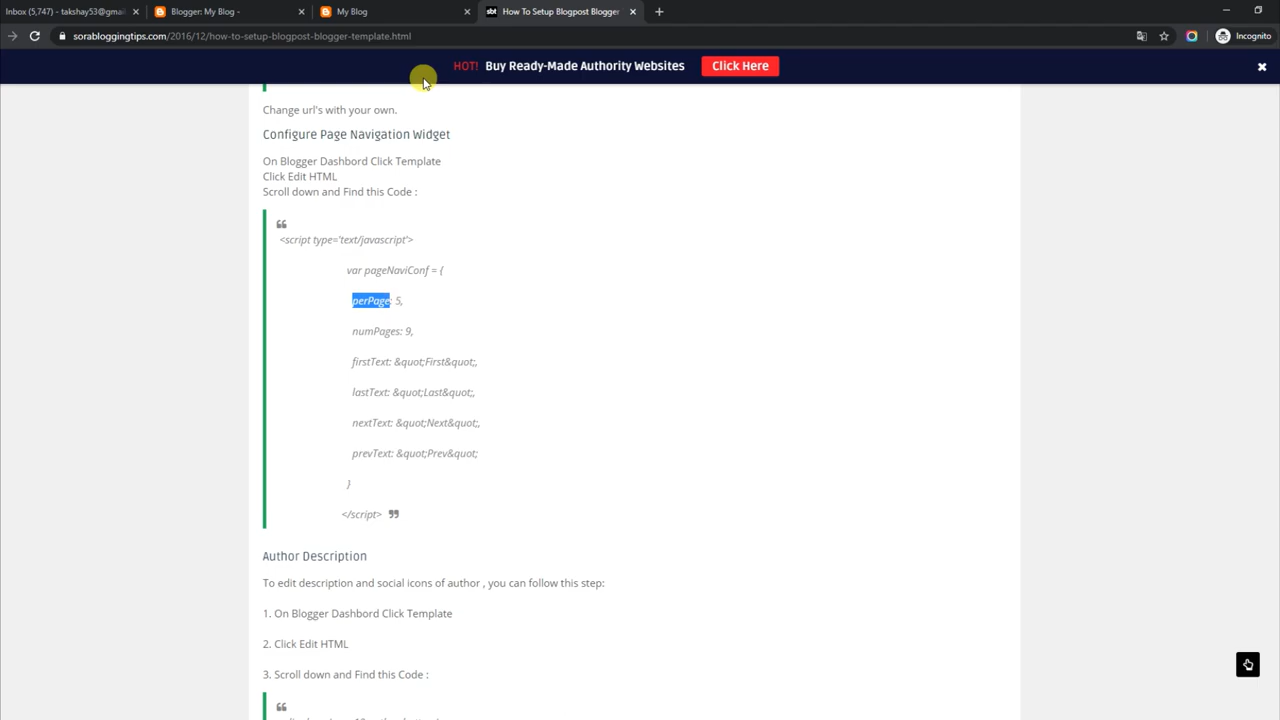 Inbox (5,747) - takshay53@gmail
Blogger: My Blog -
My Blog
sbt
How To Setup Blogpost Blogger
sorabloggingtips.com/2016/12/how-to-setup-blogpost-blogger-template.html
Incognito
HOT! Buy Ready-Made Authority Websites Click Here
Change url's with your own.
Configure Page Navigation Widget
On Blogger Dashbord Click Template
Click Edit HTML
Scroll down and Find this Code :
<script type='text/javascript'>
var pageNaviConf = {
perPage: 5,
numPages: 9,
firstText: &quot;First&quot;,
lastText: &quot;Last&quot;,
nextText: &quot;Next&quot;,
prevText: &quot;Prev&quot;
}
</script>
Author Description
To edit description and social icons of author , you can follow this step:
1. On Blogger Dashbord Click Template
2. Click Edit HTML
3. Scroll down and Find this Code :